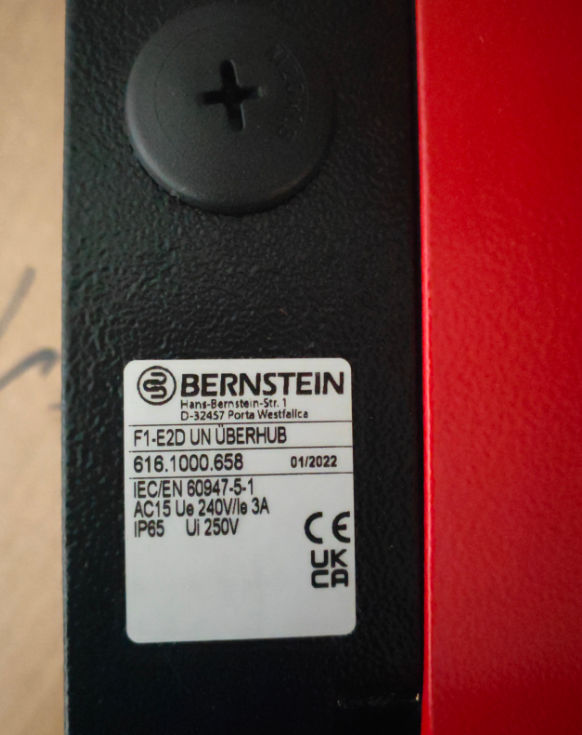 BERNSTEIN
Hans-Bernstein-Str. 1
D-32457 Porta Westfalica
F1-E2D UN ÜBERHUB
616.1000.658 01/2022
IEC/EN 60947-5-1
AC15 Ue 240V/Ie 3A
IP65 Ui 250V
CE
UK
CA